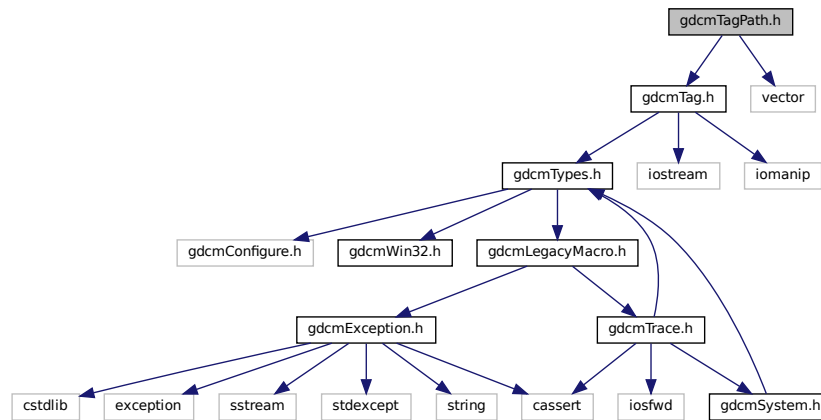 gdcmTagPath.h
gdcmTag.h
vector
gdcmTypes.h
iostream
iomanip
gdcmConfigure.h
gdcmWin32.h
gdcmLegacyMacro.h
gdcmException.h
gdcmTrace.h
cstdlib
exception
sstream
stdexcept
string
cassert
iosfwd
gdcmSystem.h